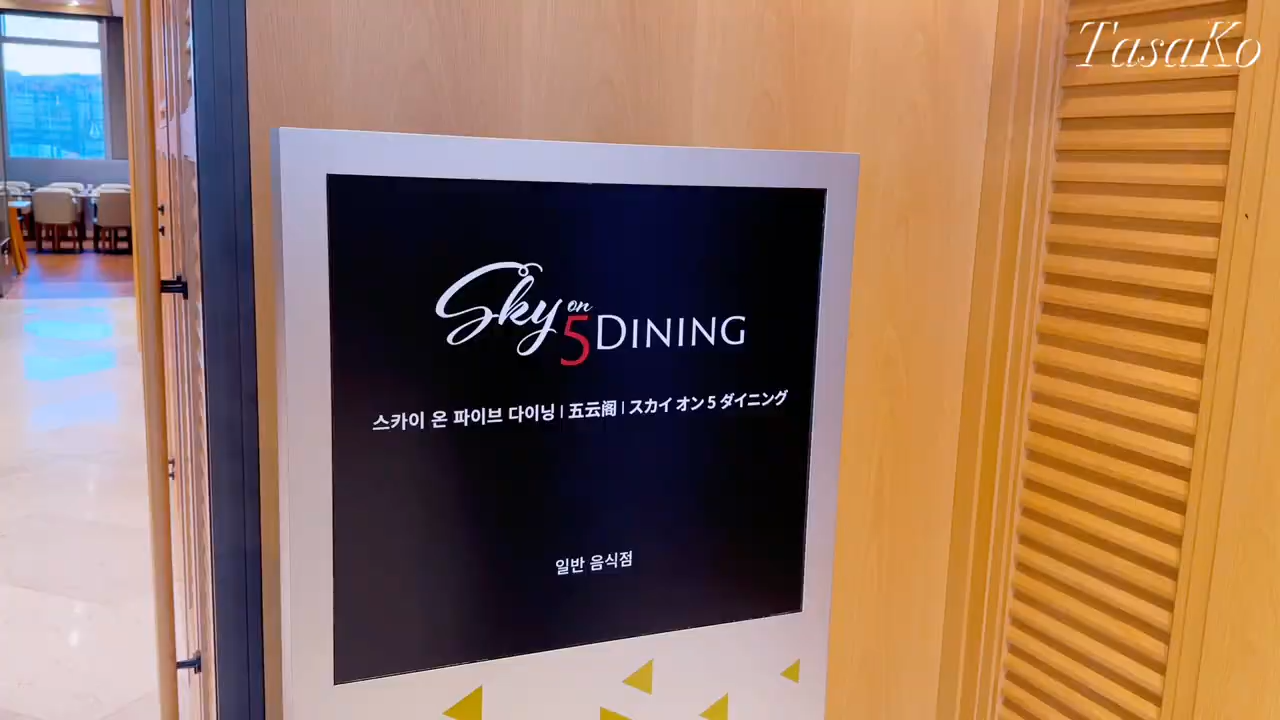 TasaKo
Sky on 5 DINING
스카이 온 파이브 다이닝 | 五云阁 | スカイ オン 5 ダイニング
일반 음식점